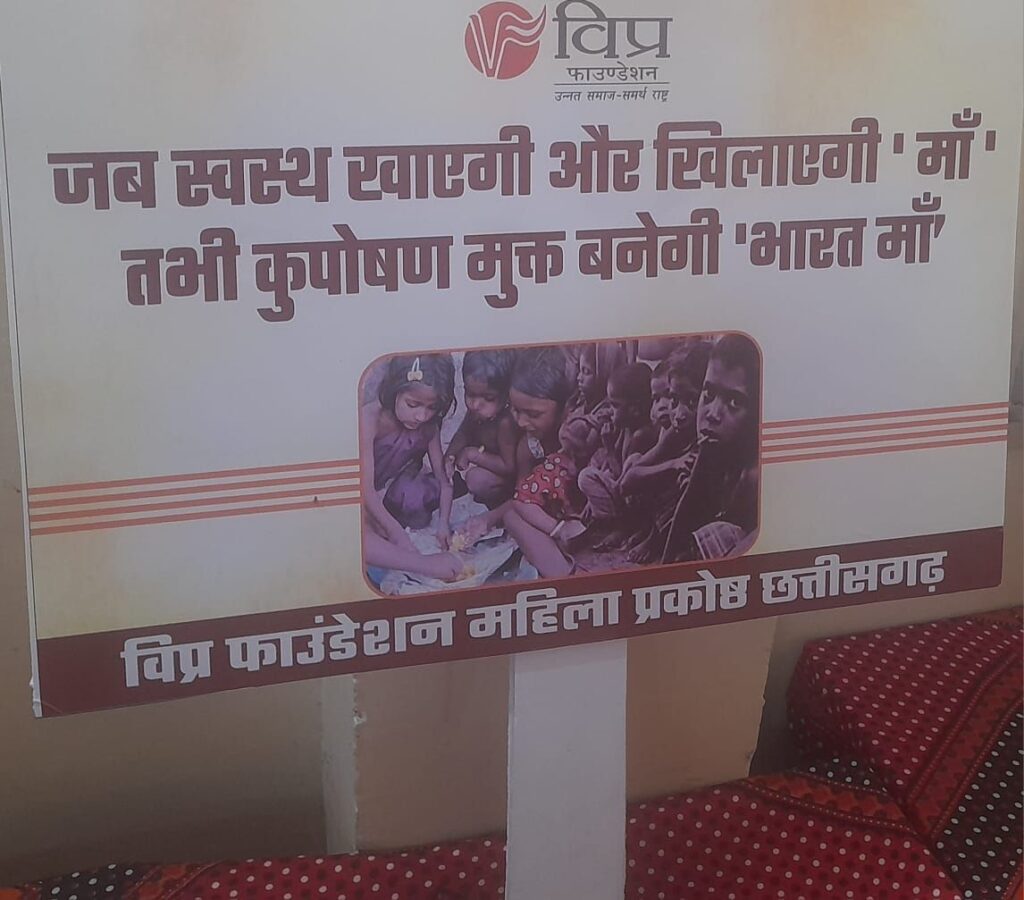 विप्र
फाउण्डेशन
उन्नत समाज-समर्थ राष्ट्र
जब स्वस्थ खाएगी और खिलाएगी ' माँ '
तभी कुपोषण मुक्त बनेगी 'भारत माँ'
विप्र फाउंडेशन महिला प्रकोष्ठ छत्तीसगढ़